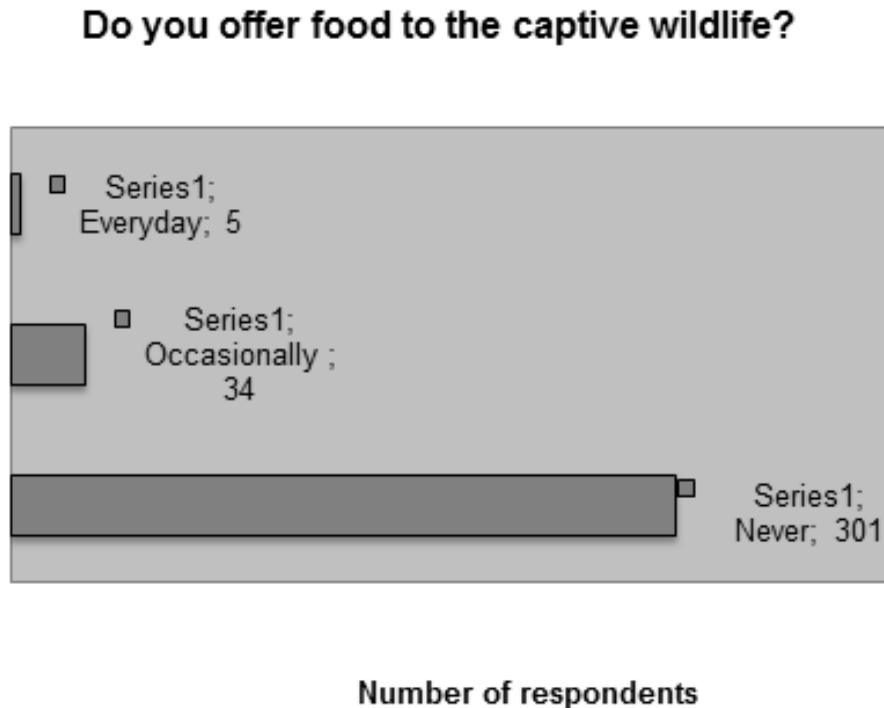 Do you offer food to the captive wildlife?
Series1;
Everyday; 5
Series1;
Occasionally ;
34
Series1;
Never; 301
Number of respondents